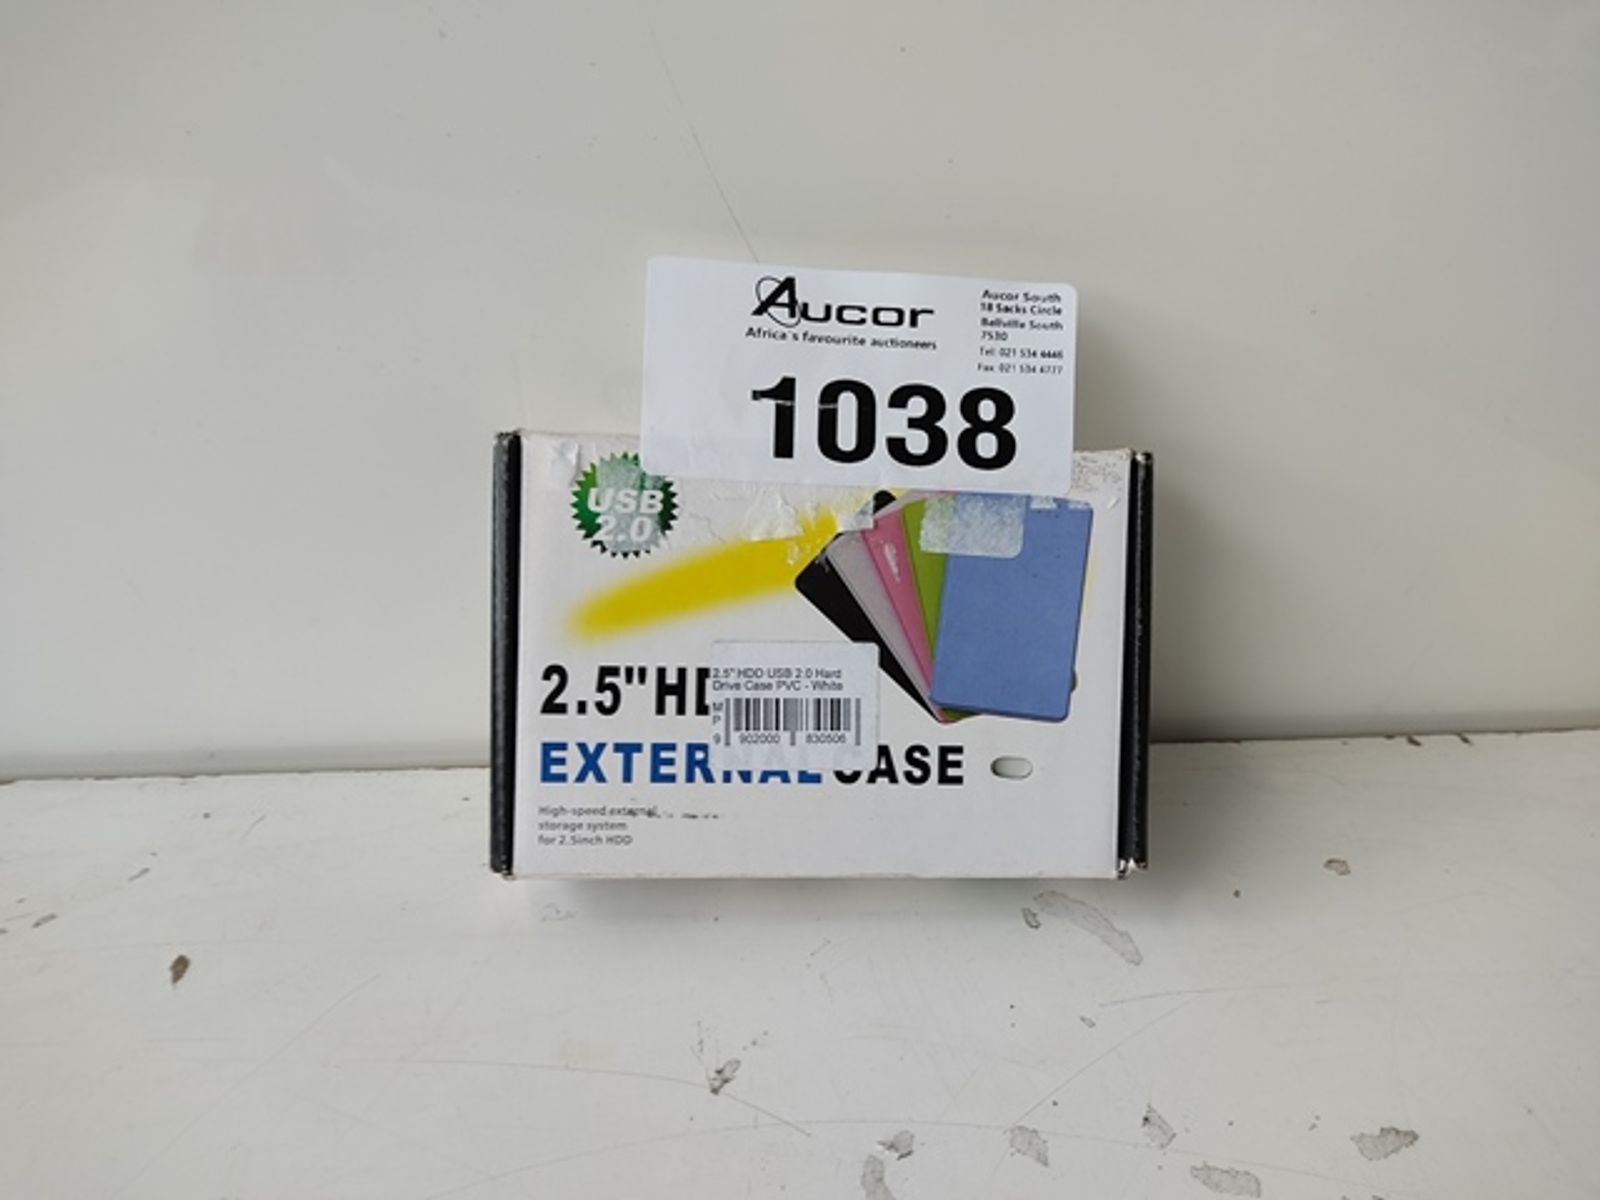 Aucor
Africa's favourite auctioneers
Aucor South
18 Sacks Circle
Bellville South
7530
Tel: 021 534 4446
Fax: 021 534 4777
1038
USB
2.0
2.5" HDD USB 2.0 Hard
Drive Case PVC - White
M
P
9 902000 830506
2.5"HD
EXTERNAL CASE
High-speed external
storage system
for 2.5inch HDD